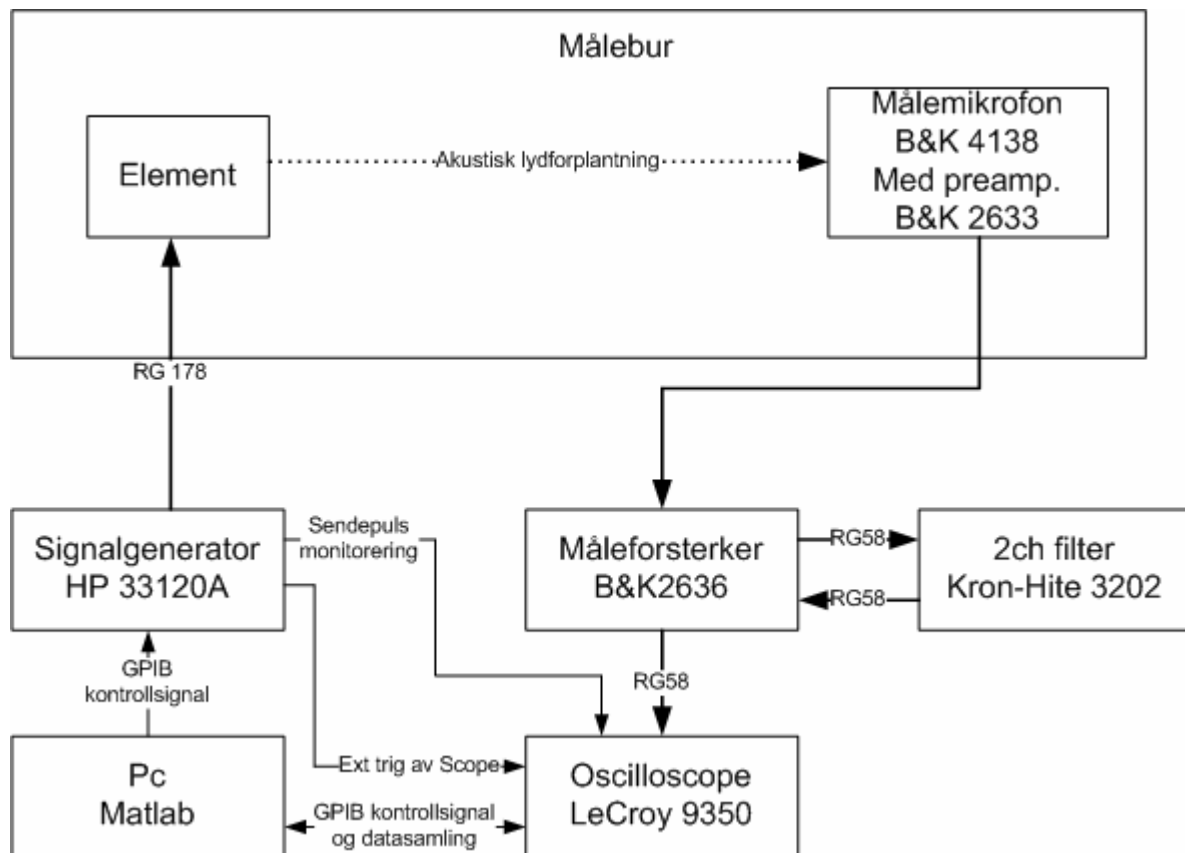 Målebur
Element
Akustisk lydforplantning
Målemikrofon
B&K 4138
Med preamp.
B&K 2633
RG 178
Signalgenerator
HP 33120A
Sendepuls
monitorering
Måleforsterker
B&K2636
RG58
RG58
2ch filter
Kron-Hite 3202
GPIB
kontrollsignal
RG58
Pc
Matlab
Ext trig av Scope
GPIB kontrollsignal
og datasamling
Oscilloscope
LeCroy 9350